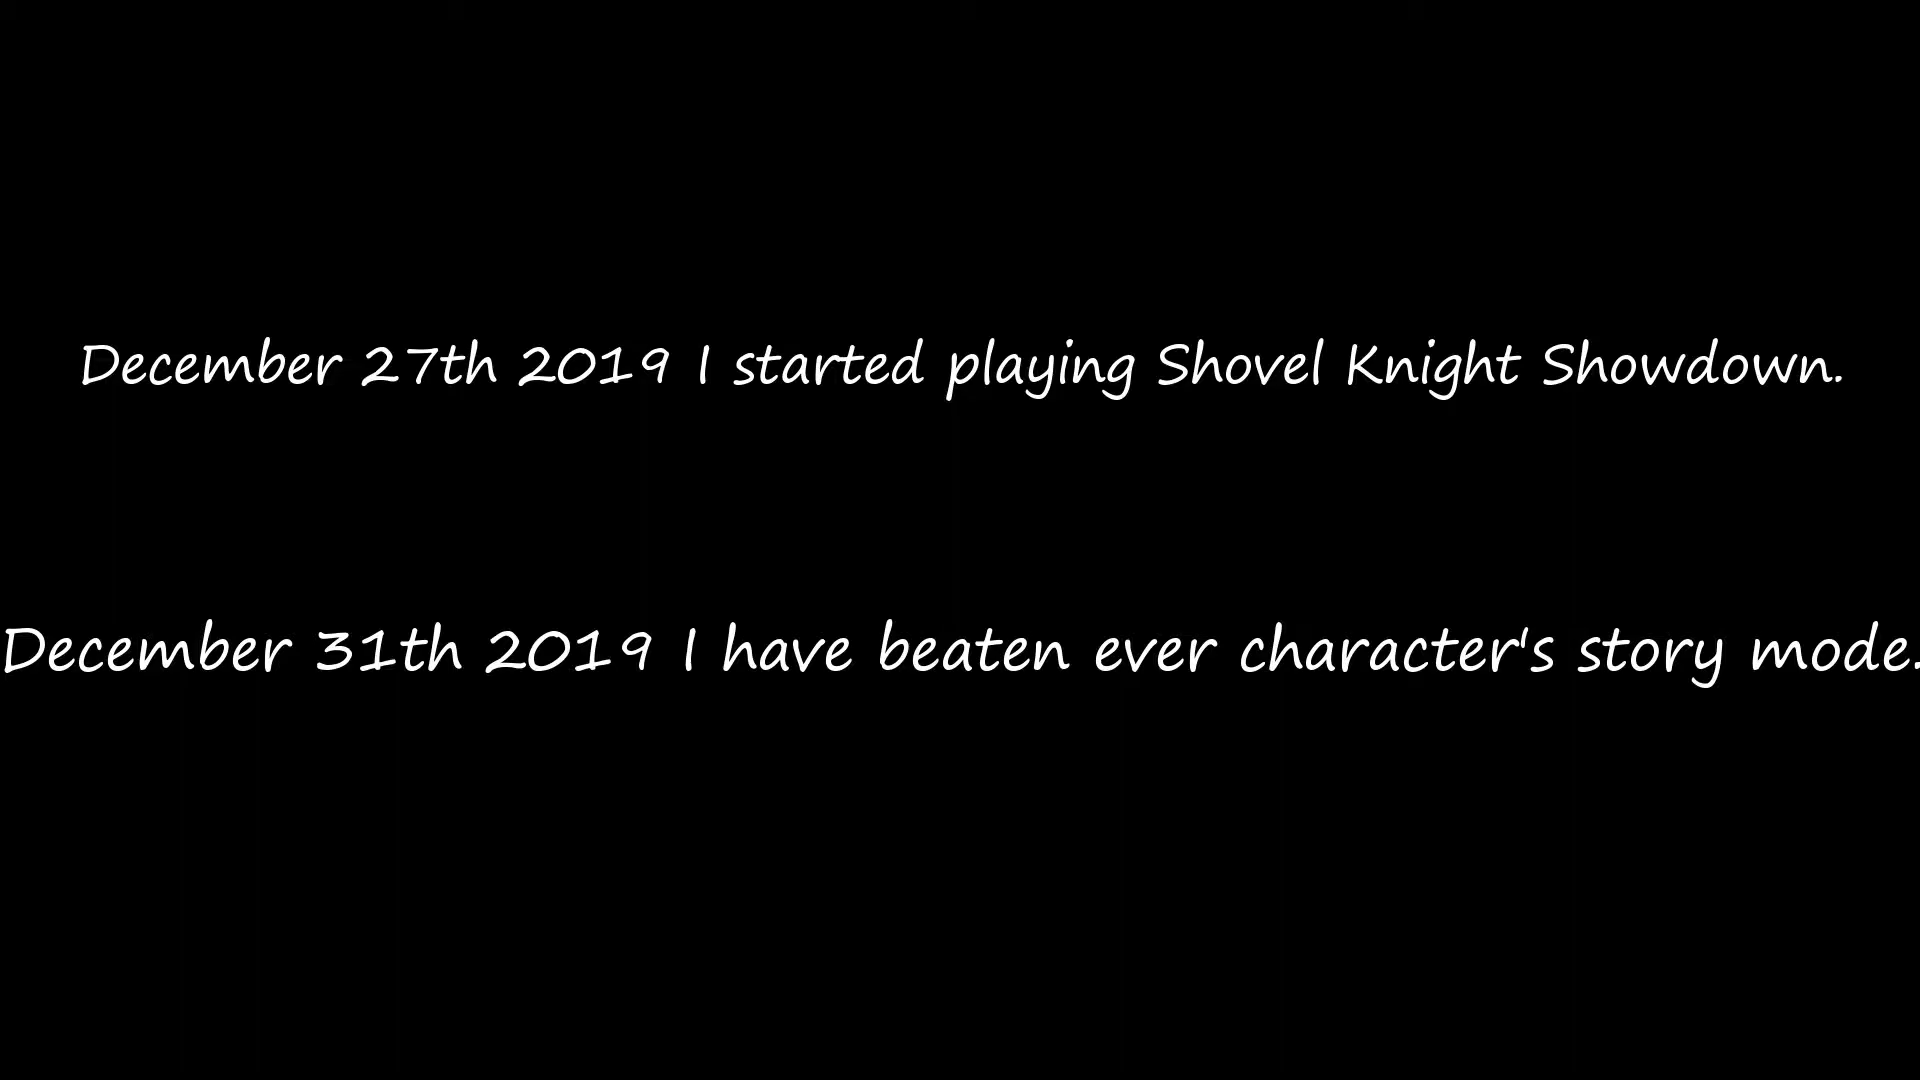 December 27th 2019 I started playing Shovel Knight Showdown.
December 31th 2019 I have beaten ever character's story mode.